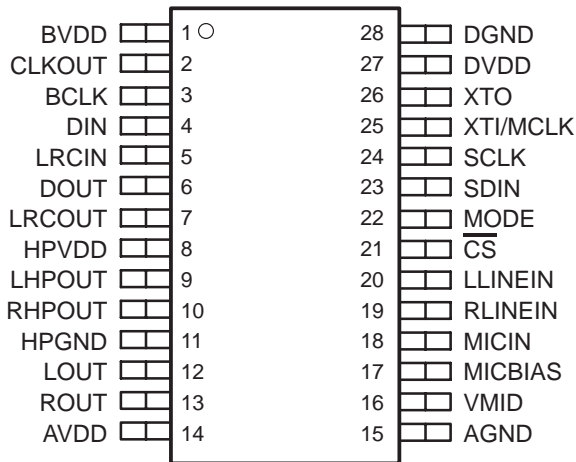 BVDD 1 28 DGND
CLKOUT 2 27 DVDD
BCLK 3 26 XTO
DIN 4 25 XTI/MCLK
LRCIN 5 24 SCLK
DOUT 6 23 SDIN
LRCOUT 7 22 MODE
HPVDD 8 21 C̅S̅
LHPOUT 9 20 LLINEIN
RHPOUT 10 19 RLINEIN
HPGND 11 18 MICIN
LOUT 12 17 MICBIAS
ROUT 13 16 VMID
AVDD 14 15 AGND